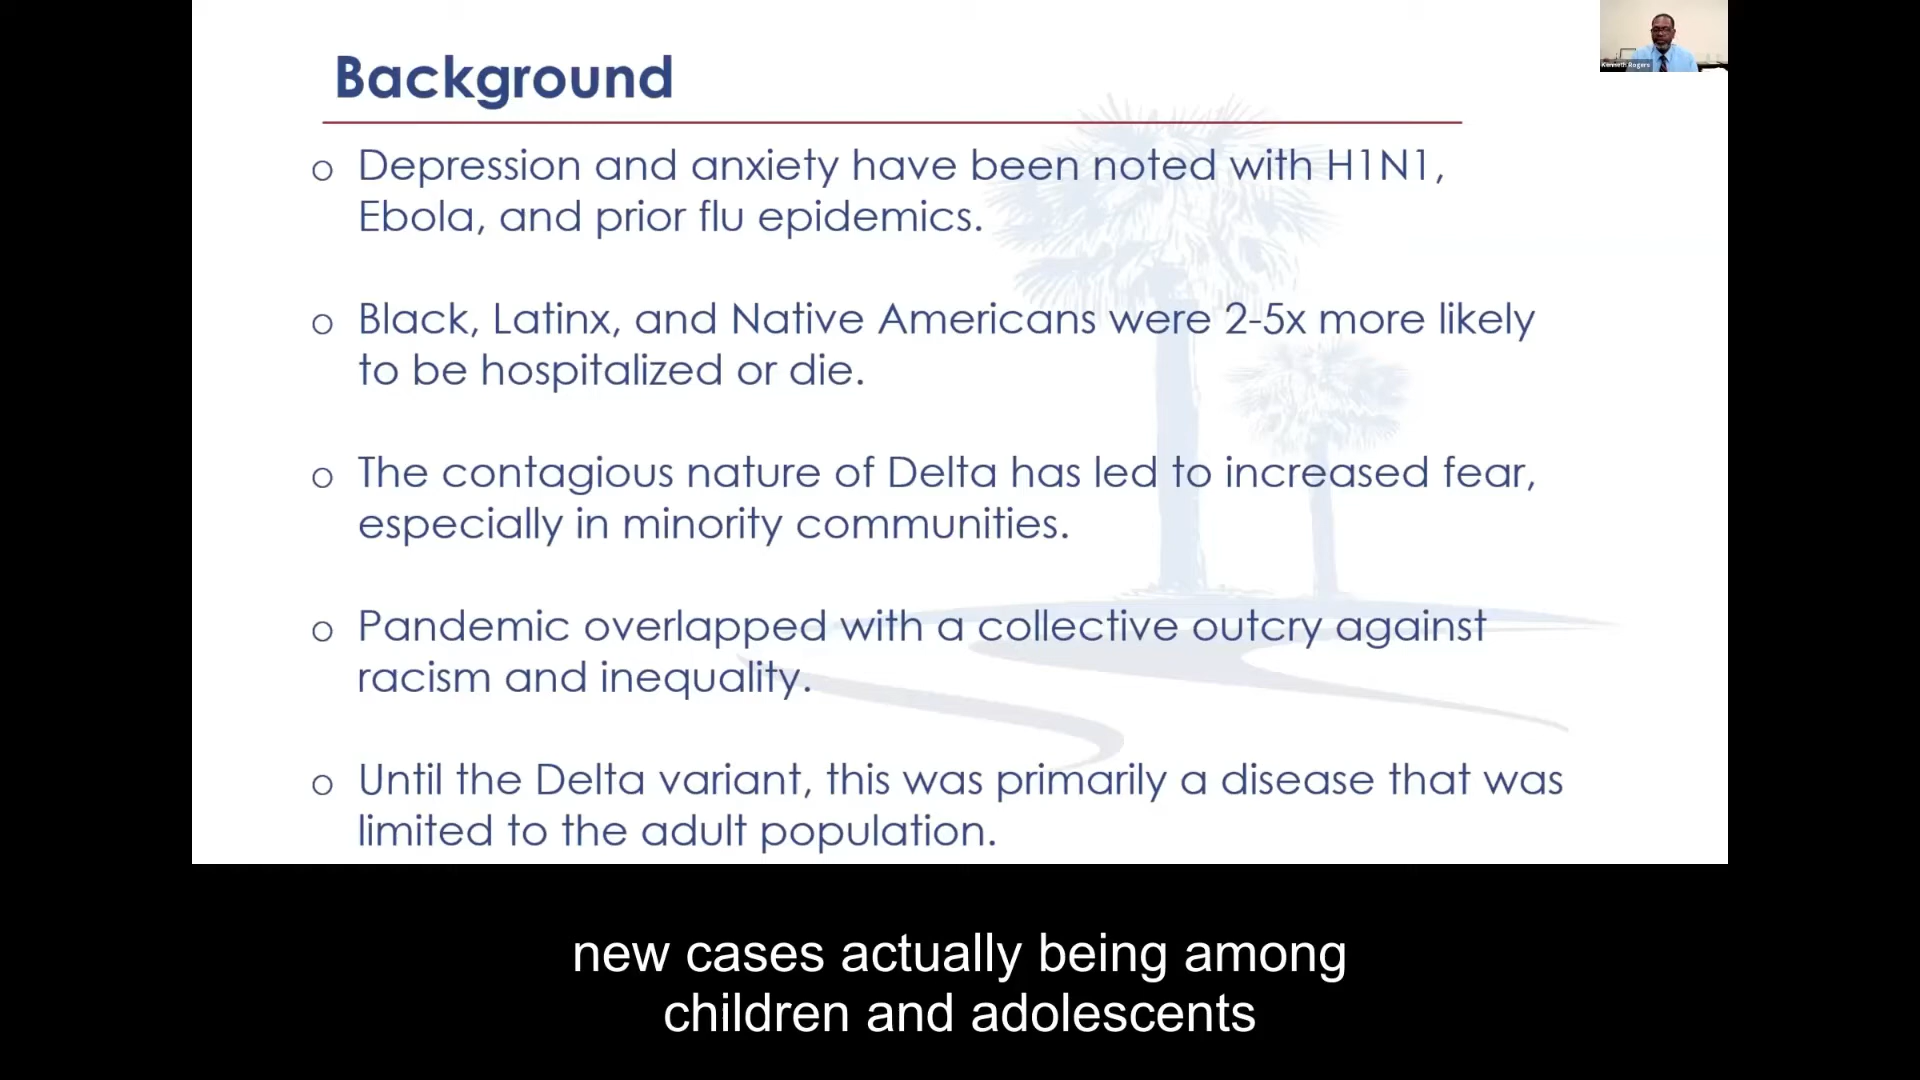 Background
Kenneth Rogers
o Depression and anxiety have been noted with H1N1,
Ebola, and prior flu epidemics.
o Black, Latinx, and Native Americans were 2-5x more likely
to be hospitalized or die.
o The contagious nature of Delta has led to increased fear,
especially in minority communities.
o Pandemic overlapped with a collective outcry against
racism and inequality.
o Until the Delta variant, this was primarily a disease that was
limited to the adult population.
new cases actually being among
children and adolescents